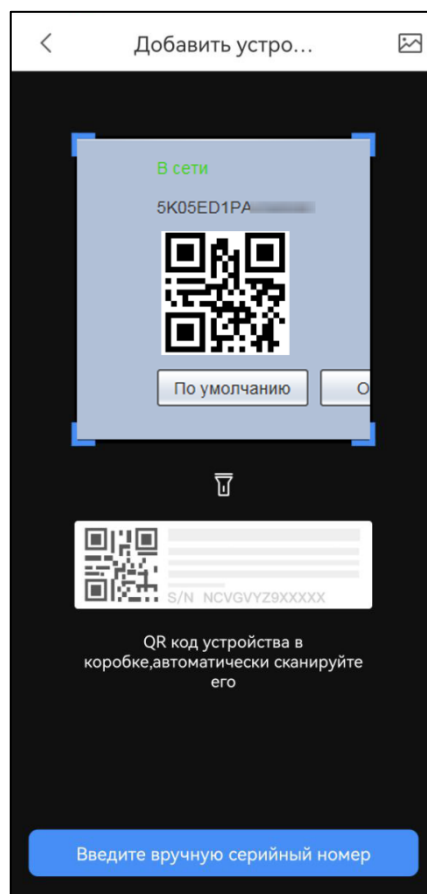 Добавить устро...
В сети
5K05ED1PA
По умолчанию
О
S/N NCVGVYZ9XXXXX
QR код устройства в
коробке,автоматически сканируйте
его
Введите вручную серийный номер